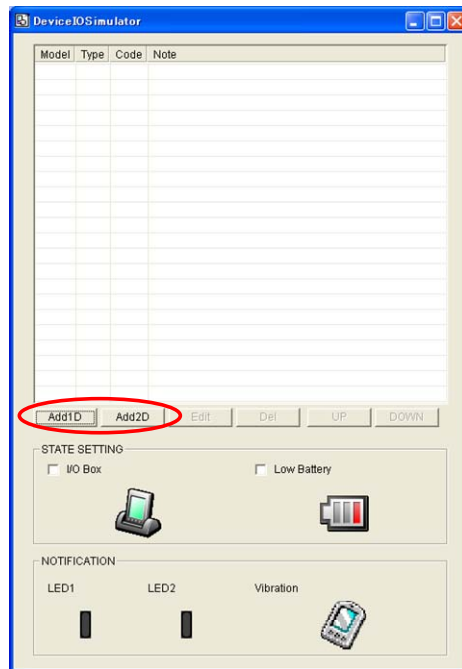 DeviceIOSimulator
Model Type Code Note
Add1D Add2D Edit Del UP DOWN
STATE SETTING
I/O Box Low Battery
NOTIFICATION
LED1 LED2 Vibration